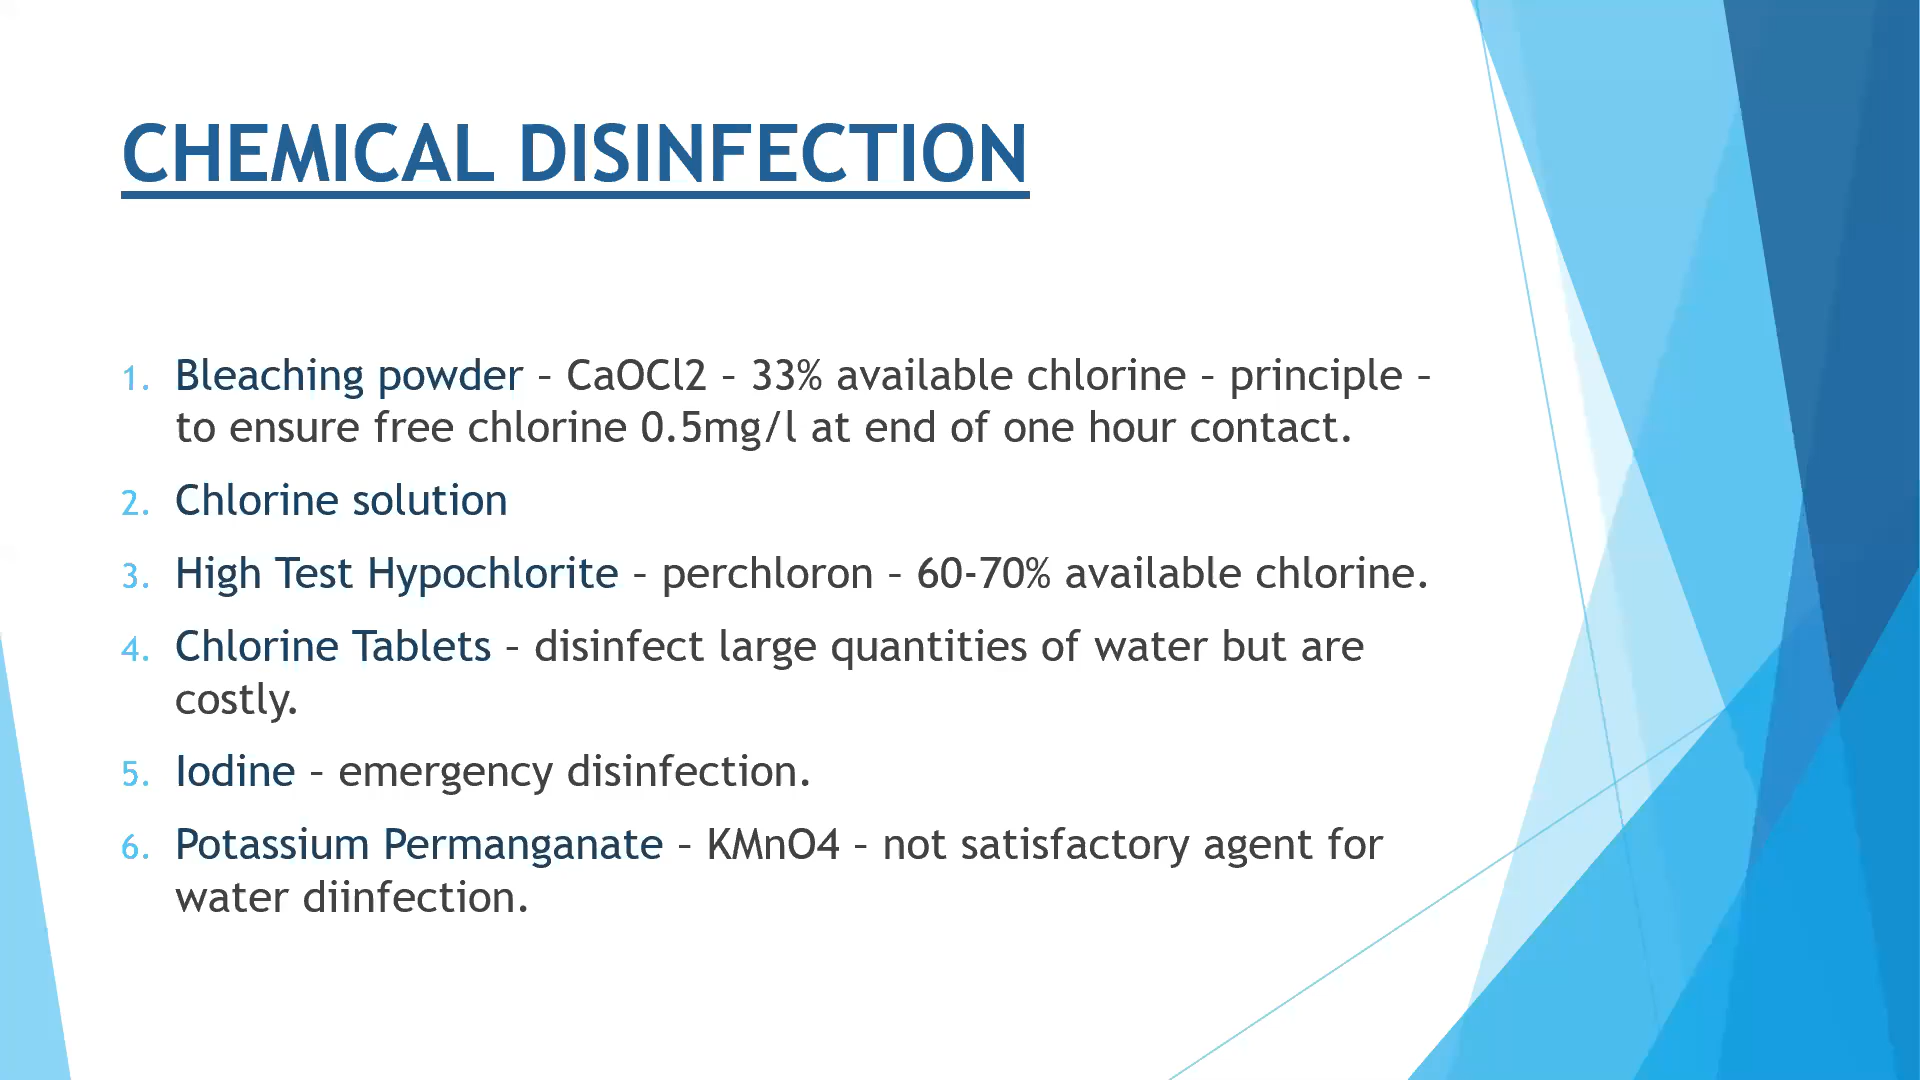 CHEMICAL DISINFECTION
1. Bleaching powder – CaOCl2 – 33% available chlorine – principle –
to ensure free chlorine 0.5mg/l at end of one hour contact.
2. Chlorine solution
3. High Test Hypochlorite – perchloron – 60-70% available chlorine.
4. Chlorine Tablets – disinfect large quantities of water but are
costly.
5. Iodine – emergency disinfection.
6. Potassium Permanganate – KMnO4 – not satisfactory agent for
water diinfection.